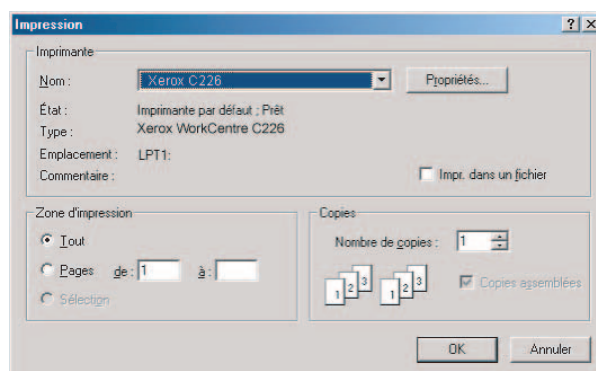 Impression
Imprimante
Nom : Xerox C226 Propriétés...
État : Imprimante par défaut ; Prêt
Type : Xerox WorkCentre C226
Emplacement : LPT1:
Commentaire : Impr. dans un fichier
Zone d'impression
Tout
Pages de : 1 à :
Sélection
Copies
Nombre de copies : 1
1 2 3 1 2 3 Copies assemblées
OK Annuler